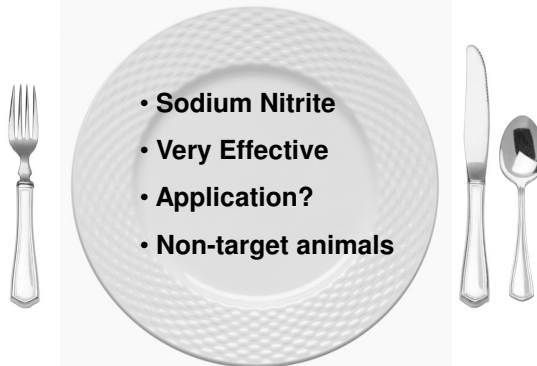 • Sodium Nitrite
• Very Effective
• Application?
• Non-target animals